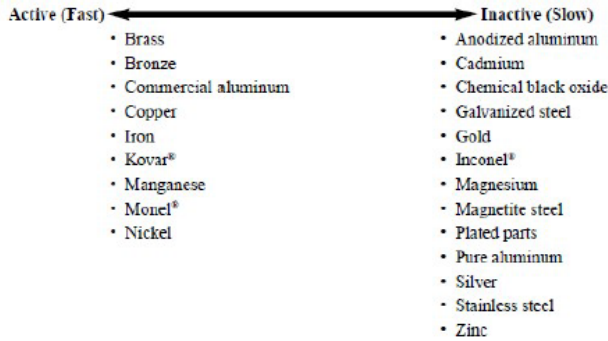 Active (Fast) Inactive (Slow)
• Brass
• Bronze
• Commercial aluminum
• Copper
• Iron
• Kovar®
• Manganese
• Monel®
• Nickel
• Anodized aluminum
• Cadmium
• Chemical black oxide
• Galvanized steel
• Gold
• Inconel®
• Magnesium
• Magnetite steel
• Plated parts
• Pure aluminum
• Silver
• Stainless steel
• Zinc